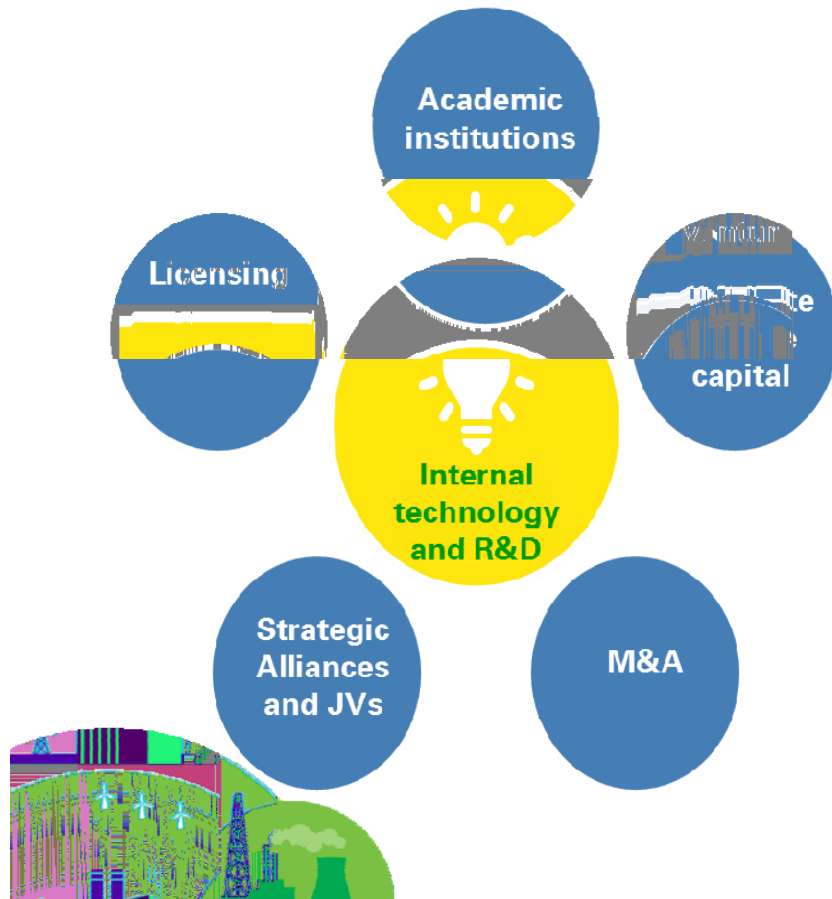 Academic
institutions
Licensing
capital
Internal
technology
and R&D
Strategic
Alliances
and JVs
M&A